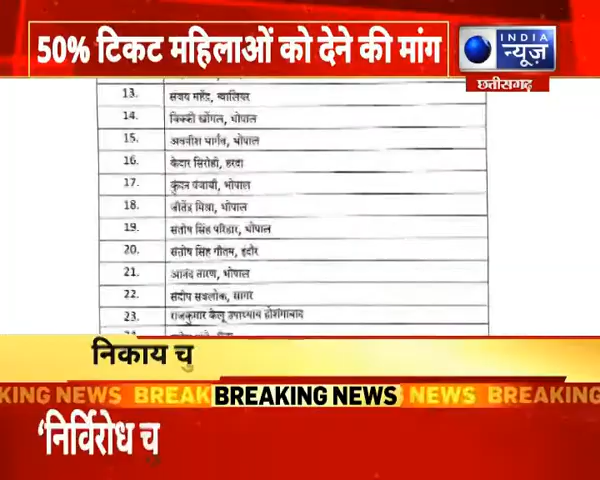 50% टिकट महिलाओं को देने की मांग
INDIA
न्यूज़
छत्तीसगढ़
13. संजय महेंद्र, ग्वालियर
14. विक्की खोंगल, भोपाल
15. अवनीश भार्गव, भोपाल
16. केदार सिरोही, हरदा
17. कुंदन पंजाबी, भोपाल
18. जीतेंद्र मिश्रा, भोपाल
19. संतोष सिंह परिहार, भोपाल
20. संतोष सिंह गौतम, इंदौर
21. आनंद तारण, भोपाल
22. संदीप सबलोक, सागर
23. राजकुमार केलू उपाध्याय होशंगाबाद
निकाय चु
KING NEWS BREAK BREAKING NEWS NEWS BREAKING
‘निर्विरोध चु